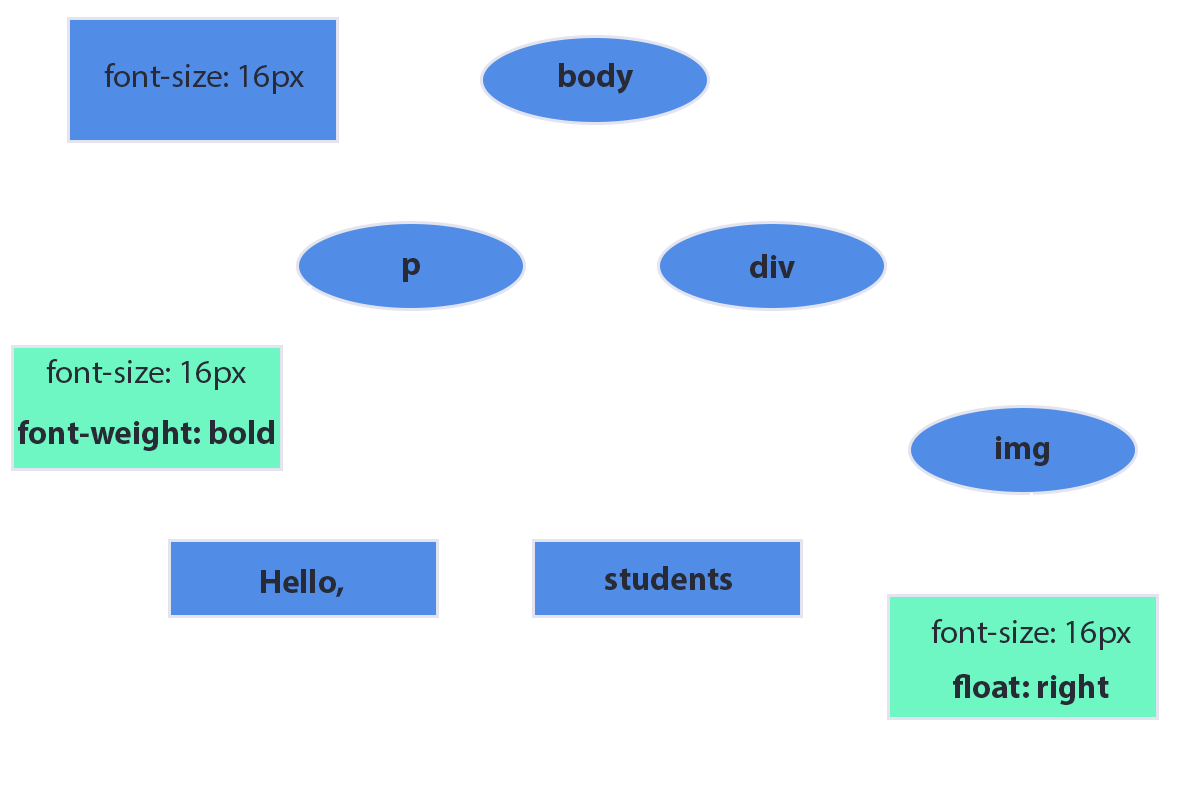 font-size: 16px
body
p
div
font-size: 16px
font-weight: bold
img
Hello,
students
font-size: 16px
float: right